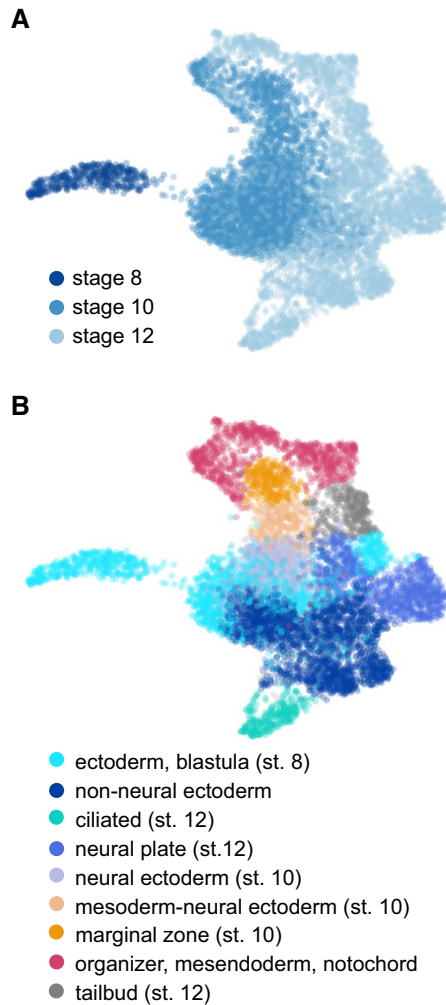 A
stage 8
stage 10
stage 12
B
ectoderm, blastula (st. 8)
non-neural ectoderm
ciliated (st. 12)
neural plate (st.12)
neural ectoderm (st. 10)
mesoderm-neural ectoderm (st. 10)
marginal zone (st. 10)
organizer, mesendoderm, notochord
tailbud (st. 12)